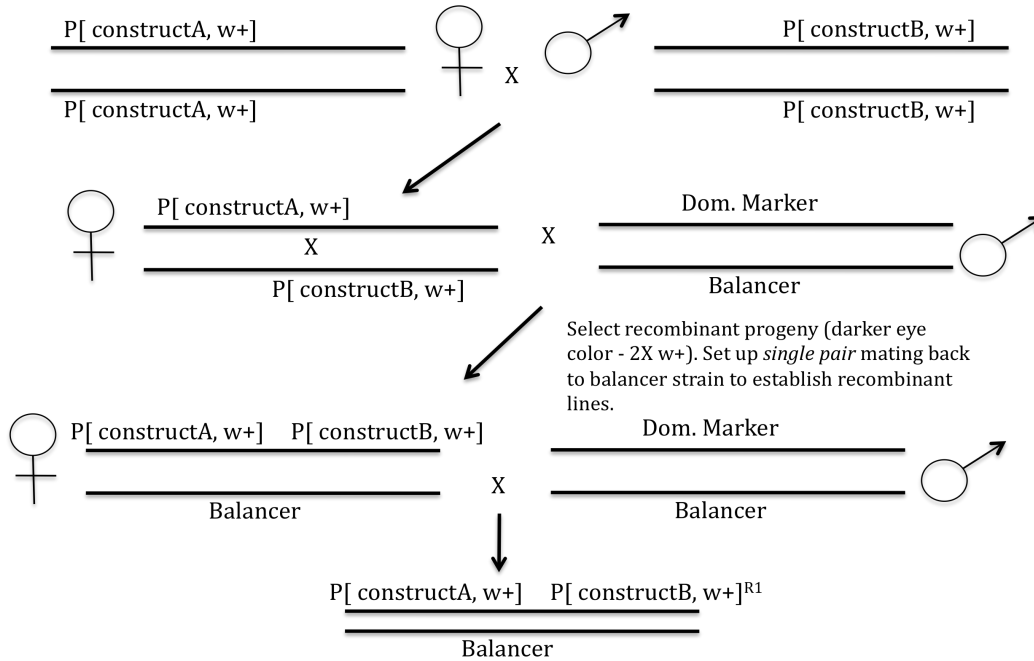 P[ constructA, w+]
P[ constructB, w+]
X
P[ constructA, w+]
P[ constructB, w+]
P[ constructA, w+]
Dom. Marker
X
X
P[ constructB, w+]
Balancer
Select recombinant progeny (darker eye
color - 2X w+). Set up single pair mating back
to balancer strain to establish recombinant
lines.
P[ constructA, w+]
P[ constructB, w+]
Dom. Marker
X
Balancer
Balancer
P[ constructA, w+]
P[ constructB, w+]R1
Balancer